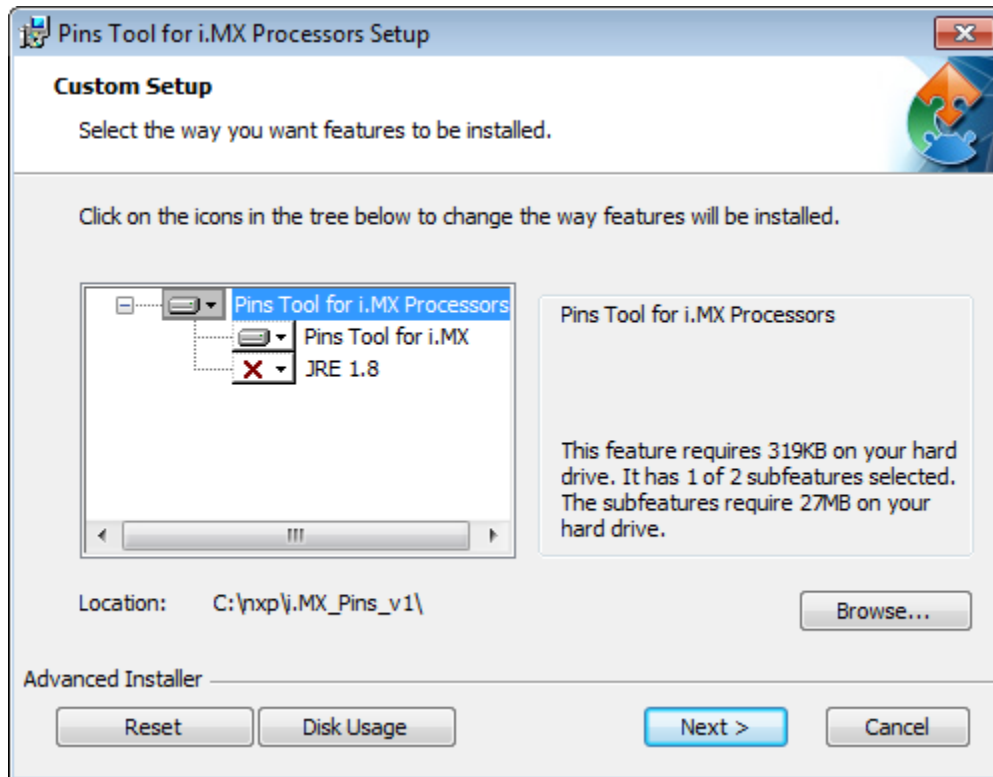 Pins Tool for i.MX Processors Setup
Custom Setup
Select the way you want features to be installed.
Click on the icons in the tree below to change the way features will be installed.
Pins Tool for i.MX Processors
Pins Tool for i.MX
JRE 1.8
Pins Tool for i.MX Processors
This feature requires 319KB on your hard
drive. It has 1 of 2 subfeatures selected.
The subfeatures require 27MB on your
hard drive.
Location: C:\nxp\i.MX_Pins_v1\
Browse...
Advanced Installer
Reset Disk Usage Next > Cancel